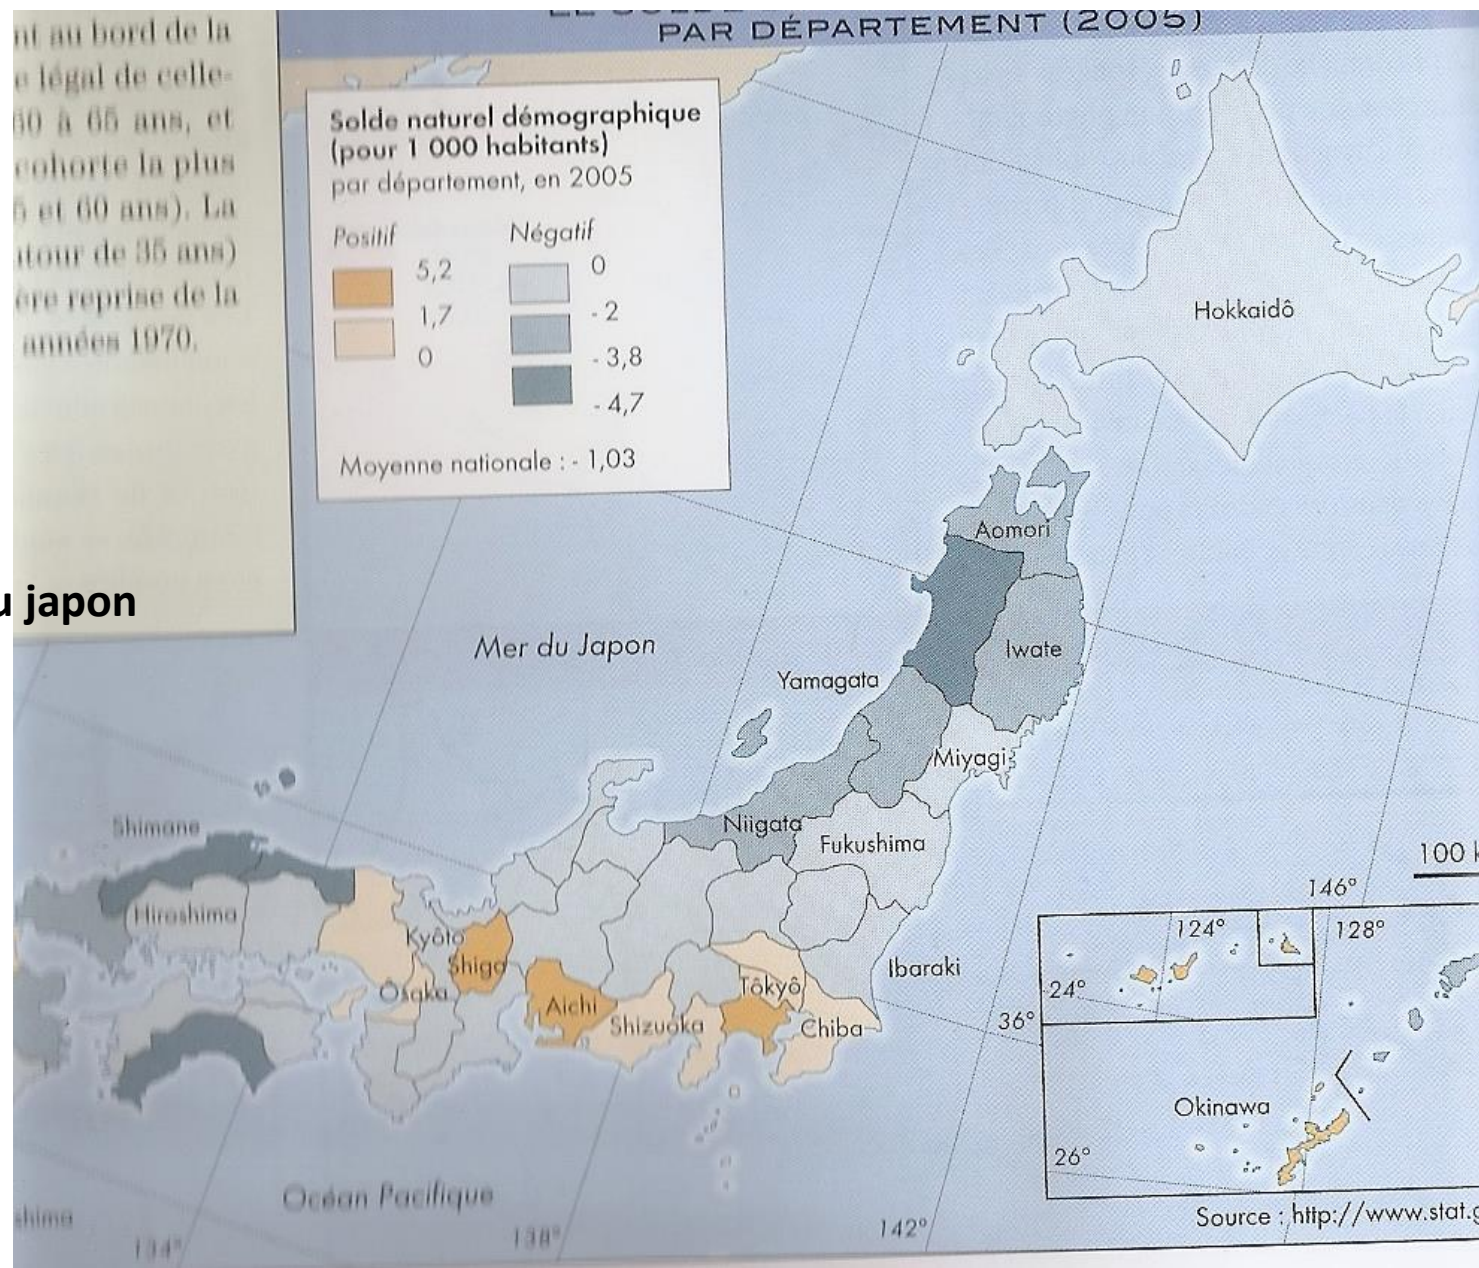 PAR DÉPARTEMENT (2005)
nt au bord de la
e légal de celle-
60 à 65 ans, et
cohorte la plus
5 et 60 ans). La
utour de 35 ans)
ère reprise de la
années 1970.
u japon
Solde naturel démographique
(pour 1 000 habitants)
par département, en 2005
Positif
5,2
1,7
0
Négatif
0
- 2
- 3,8
- 4,7
Moyenne nationale : - 1,03
Hokkaidô
Aomori
Iwate
Mer du Japon
Yamagata
Miyagi
Niigata
Fukushima
Shimane
Hiroshima
Kyôto
Shiga
Ôsaka
Aichi
Shizuoka
Tôkyô
Chiba
Ibaraki
100 k
146°
124°
128°
24°
36°
Okinawa
26°
Océan Pacifique
shima
134°
138°
142°
Source : http://www.stat.g